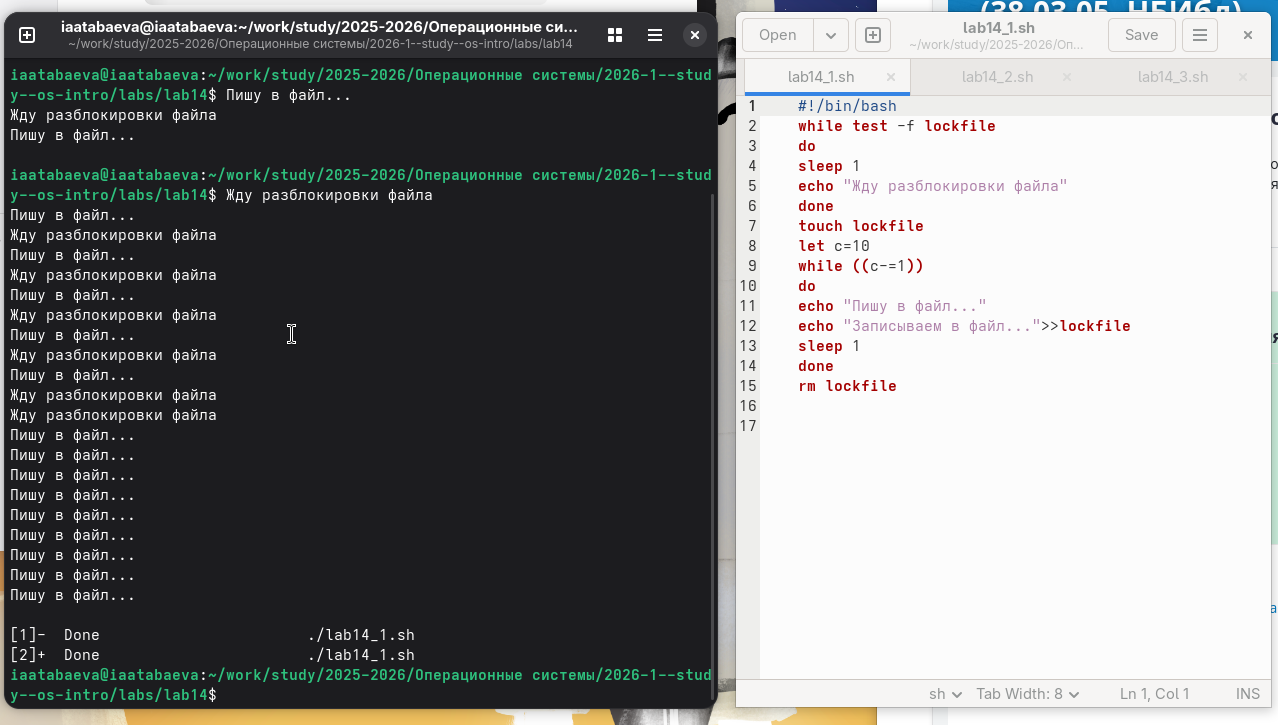 (38.03.05, НБИбд)
iaatabaeva@iaatabaeva:~/work/study/2025-2026/Операционные си...
~/work/study/2025-2026/Операционные системы/2026-1--study--os-intro/labs/lab14
iaatabaeva@iaatabaeva:~/work/study/2025-2026/Операционные системы/2026-1--stud
y--os-intro/labs/lab14$ Пишу в файл...
Жду разблокировки файла
Пишу в файл...
iaatabaeva@iaatabaeva:~/work/study/2025-2026/Операционные системы/2026-1--stud
y--os-intro/labs/lab14$ Жду разблокировки файла
Пишу в файл...
Жду разблокировки файла
Пишу в файл...
Жду разблокировки файла
Пишу в файл...
Жду разблокировки файла
Пишу в файл...
Жду разблокировки файла
Пишу в файл...
Жду разблокировки файла
Жду разблокировки файла
Пишу в файл...
Пишу в файл...
Пишу в файл...
Пишу в файл...
Пишу в файл...
Пишу в файл...
Пишу в файл...
Пишу в файл...
Пишу в файл...
[1]-  Done                    ./lab14_1.sh
[2]+  Done                    ./lab14_1.sh
iaatabaeva@iaatabaeva:~/work/study/2025-2026/Операционные системы/2026-1--stud
y--os-intro/labs/lab14$
Open lab14_1.sh Save
~/work/study/2025-2026/Оп...
lab14_1.sh lab14_2.sh lab14_3.sh
1 #!/bin/bash
2 while test -f lockfile
3 do
4 sleep 1
5 echo "Жду разблокировки файла"
6 done
7 touch lockfile
8 let c=10
9 while ((c-=1))
10 do
11 echo "Пишу в файл..."
12 echo "Записываем в файл...">>lockfile
13 sleep 1
14 done
15 rm lockfile
16
17
sh Tab Width: 8 Ln 1, Col 1 INS